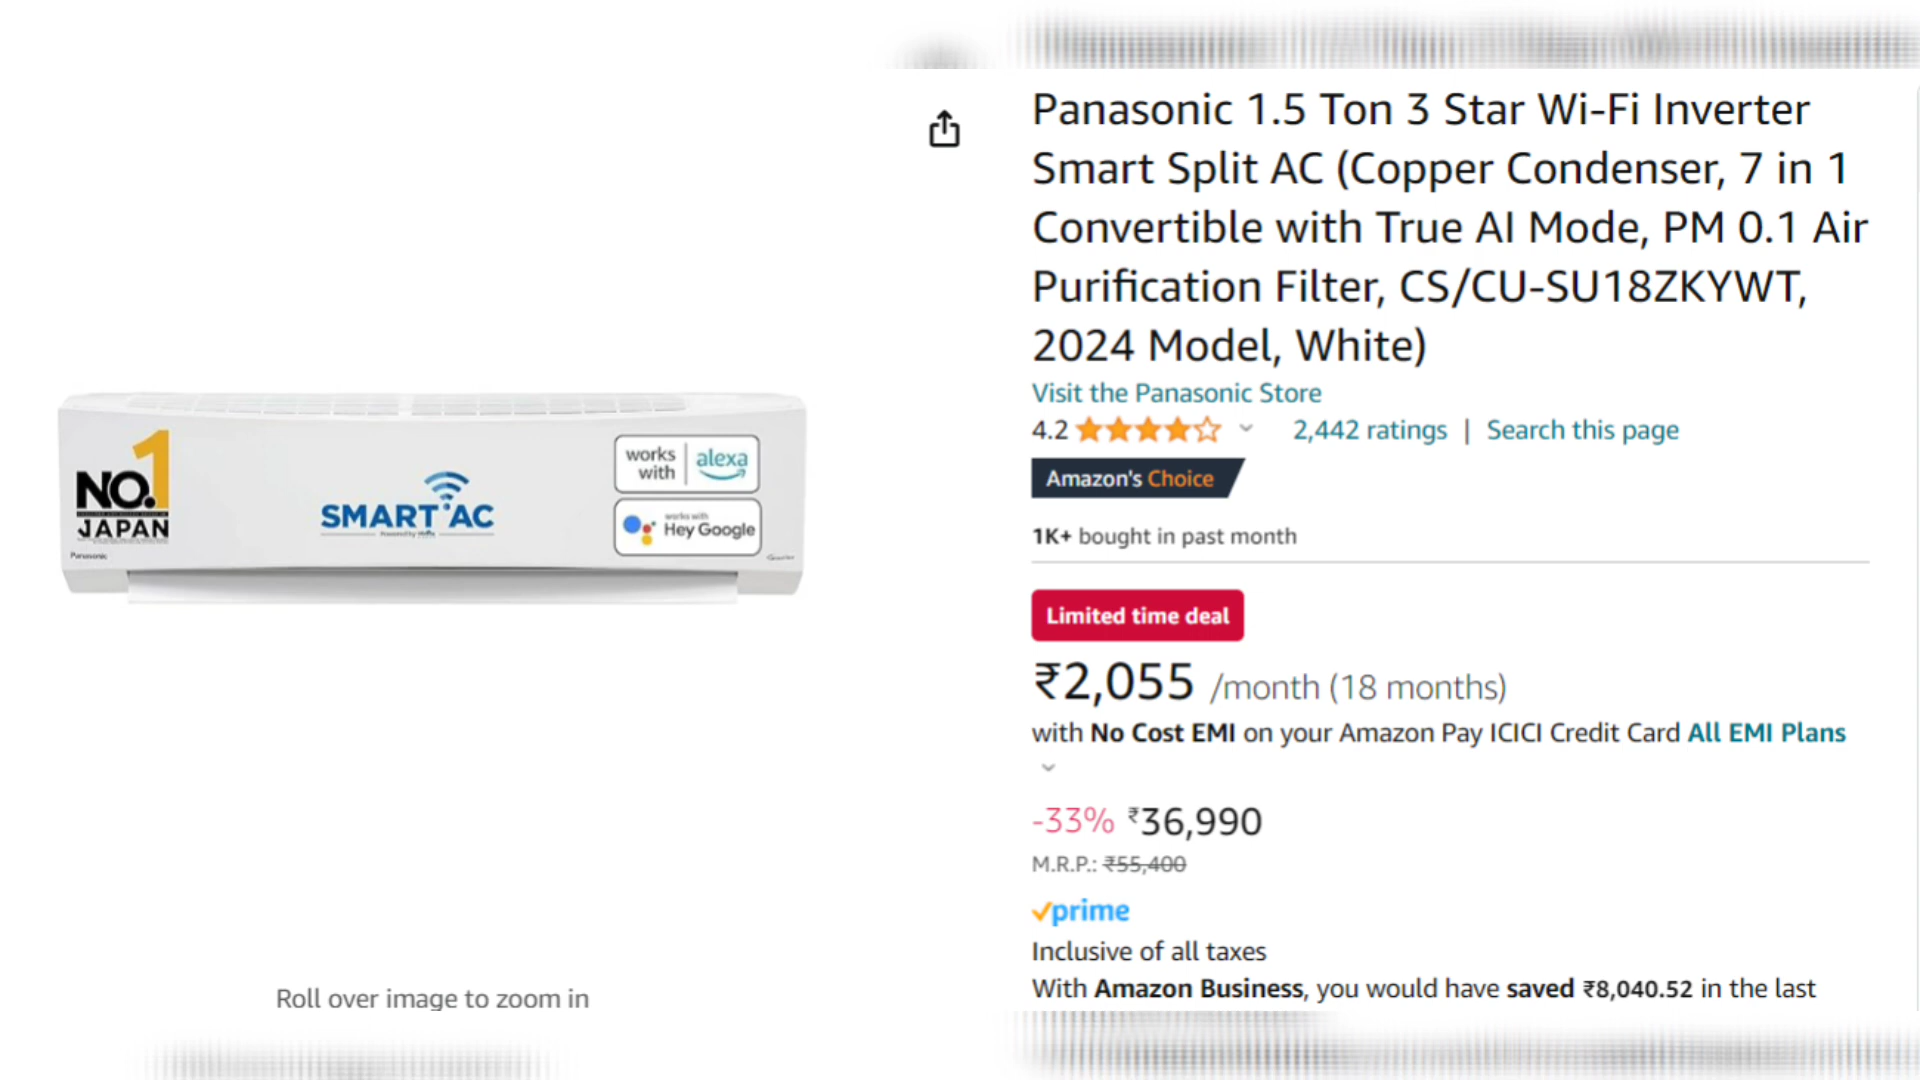 NO.1
JAPAN
Panasonic
SMART AC
works with | alexa
works with
Hey Google
Roll over image to zoom in
Panasonic 1.5 Ton 3 Star Wi-Fi Inverter
Smart Split AC (Copper Condenser, 7 in 1
Convertible with True AI Mode, PM 0.1 Air
Purification Filter, CS/CU-SU18ZKYWT,
2024 Model, White)
Visit the Panasonic Store
4.2 2,442 ratings | Search this page
Amazon's Choice
1K+ bought in past month
Limited time deal
₹2,055 /month (18 months)
with No Cost EMI on your Amazon Pay ICICI Credit Card All EMI Plans
-33% ₹36,990
M.R.P.: ₹55,400
prime
Inclusive of all taxes
With Amazon Business, you would have saved ₹8,040.52 in the last